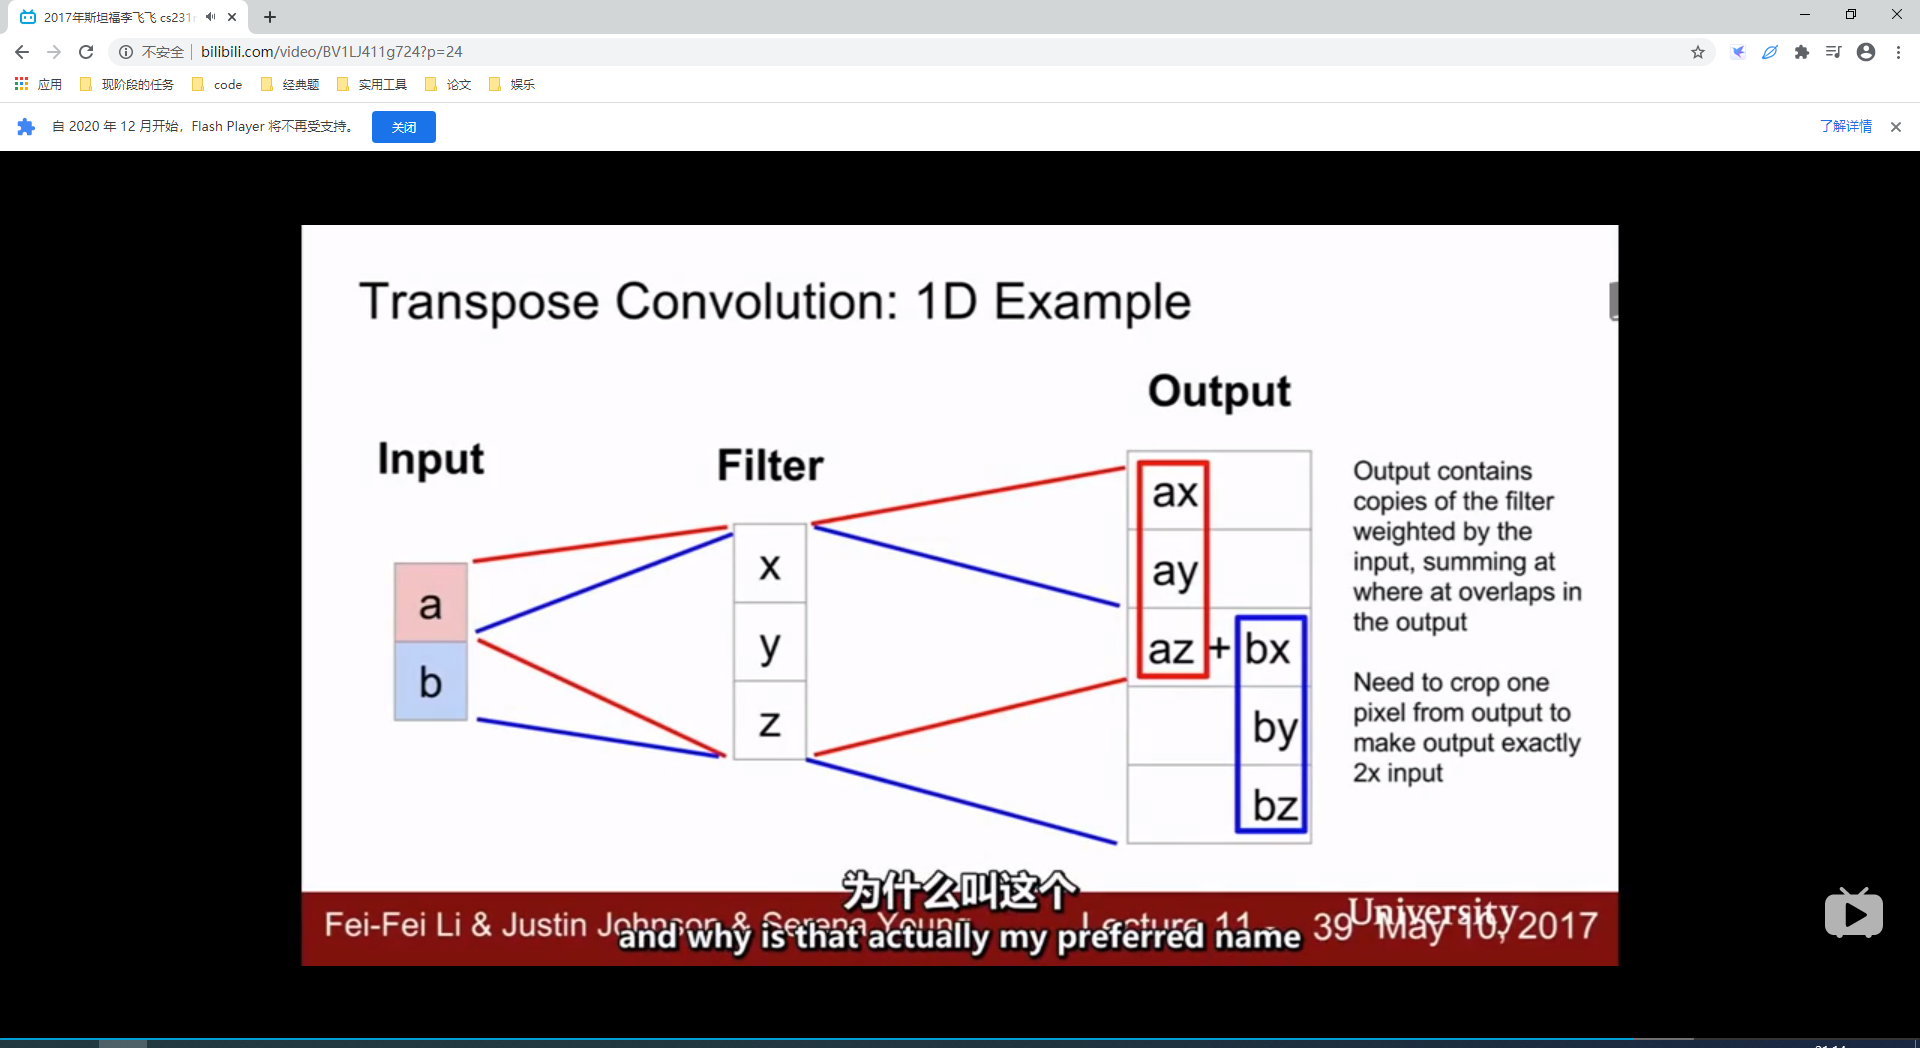 2017年斯坦福李飞飞 cs231
不安全 bilibili.com/video/BV1LJ411g724?p=24
应用 现阶段的任务 code 经典题 实用工具 论文 娱乐
自 2020 年 12 月开始，Flash Player 将不再受支持。 关闭 了解详情
Transpose Convolution: 1D Example
Output
Input
Filter
a
b
x
y
z
ax
ay
az + bx
by
bz
Output contains
copies of the filter
weighted by the
input, summing at
where at overlaps in
the output
Need to crop one
pixel from output to
make output exactly
2x input
为什么叫这个
Fei-Fei Li & Justin Johnson & Serena Yeung Lecture 11 - 39 May 10, 2017
University
and why is that actually my preferred name